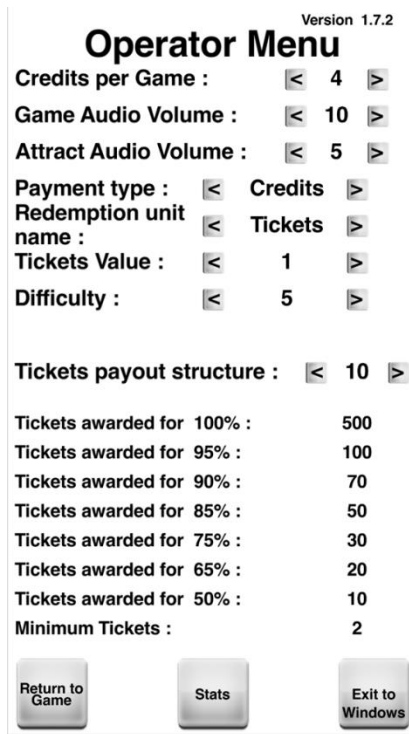 Version 1.7.2
Operator Menu
Credits per Game : < 4 >
Game Audio Volume : < 10 >
Attract Audio Volume : < 5 >
Payment type : < Credits >
Redemption unit
name : < Tickets >
Tickets Value : < 1 >
Difficulty : < 5 >
Tickets payout structure : < 10 >
Tickets awarded for 100% : 500
Tickets awarded for 95% : 100
Tickets awarded for 90% : 70
Tickets awarded for 85% : 50
Tickets awarded for 75% : 30
Tickets awarded for 65% : 20
Tickets awarded for 50% : 10
Minimum Tickets : 2
Return to
Game
Stats
Exit to
Windows